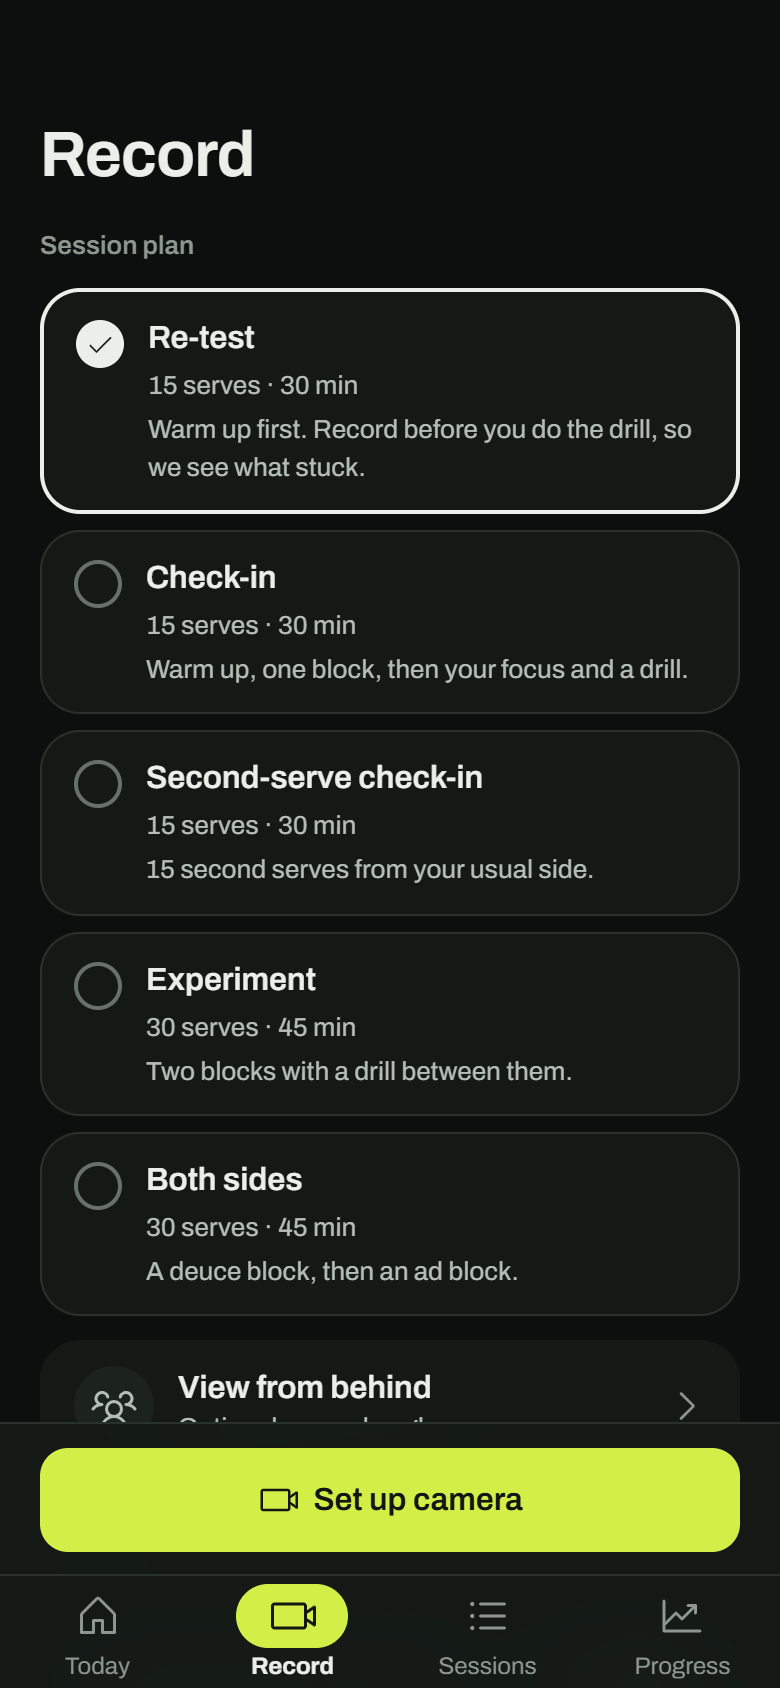 Record
Session plan
Re-test
15 serves · 30 min
Warm up first. Record before you do the drill, so
we see what stuck.
Check-in
15 serves · 30 min
Warm up, one block, then your focus and a drill.
Second-serve check-in
15 serves · 30 min
15 second serves from your usual side.
Experiment
30 serves · 45 min
Two blocks with a drill between them.
Both sides
30 serves · 45 min
A deuce block, then an ad block.
View from behind
Set up camera
Today
Record
Sessions
Progress